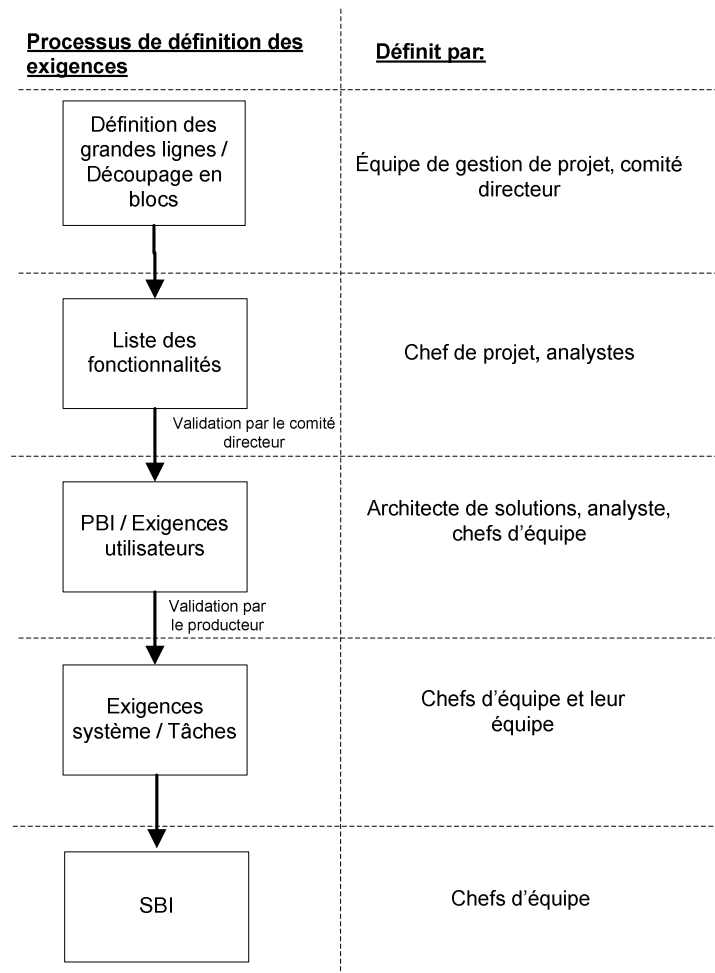 Processus de définition des
exigences
Définit par:
Définition des
grandes lignes /
Découpage en
blocs
Équipe de gestion de projet, comité
directeur
Liste des
fonctionnalités
Chef de projet, analystes
Validation par le comité
directeur
PBI / Exigences
utilisateurs
Architecte de solutions, analyste,
chefs d'équipe
Validation par
le producteur
Exigences
système / Tâches
Chefs d'équipe et leur
équipe
SBI
Chefs d'équipe